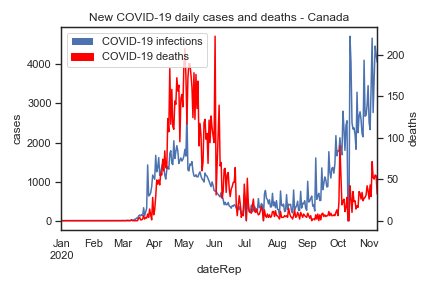 New COVID-19 daily cases and deaths - Canada
COVID-19 infections
COVID-19 deaths
cases
4000
3000
2000
1000
0
deaths
200
150
100
50
0
Jan Feb Mar Apr May Jun Jul Aug Sep Oct Nov
2020
dateRep